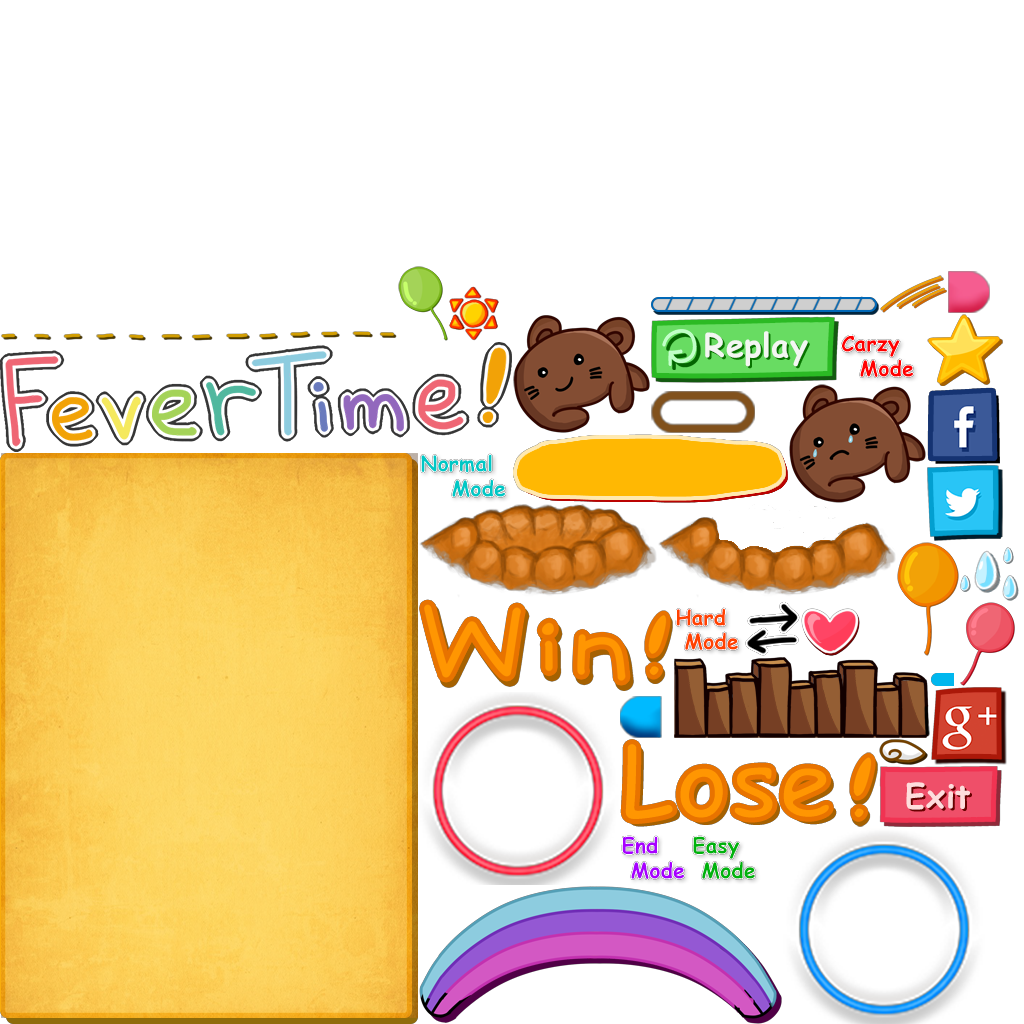 Replay
Carzy
Mode
FeverTime!
f
Normal
Mode
Win!
Hard
Mode
g+
Lose!
Exit
End
Mode
Easy
Mode